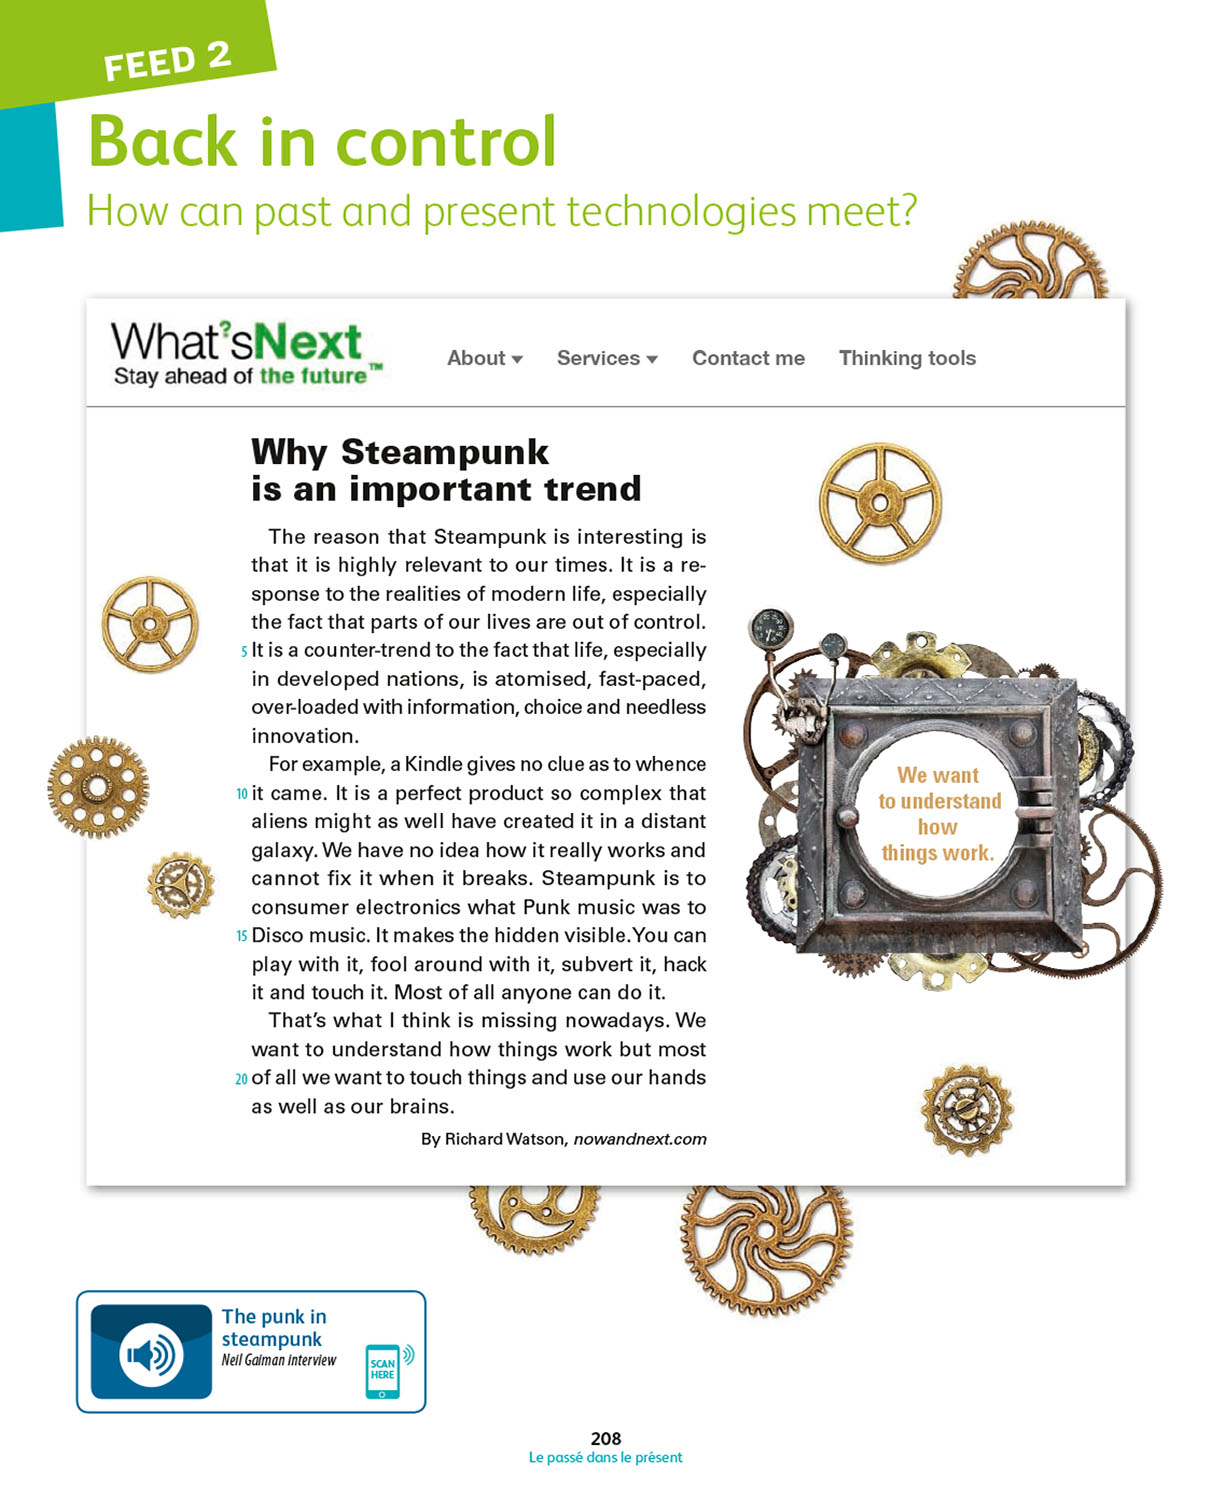 FEED 2
Back in control
How can past and present technologies meet?
What?sNext
Stay ahead of the future™
About ▾ Services ▾ Contact me Thinking tools
Why Steampunk
is an important trend
The reason that Steampunk is interesting is
that it is highly relevant to our times. It is a re-
sponse to the realities of modern life, especially
the fact that parts of our lives are out of control.
5 It is a counter-trend to the fact that life, especially
in developed nations, is atomised, fast-paced,
over-loaded with information, choice and needless
innovation.
For example, a Kindle gives no clue as to whence
10 it came. It is a perfect product so complex that
aliens might as well have created it in a distant
galaxy. We have no idea how it really works and
cannot fix it when it breaks. Steampunk is to
consumer electronics what Punk music was to
15 Disco music. It makes the hidden visible. You can
play with it, fool around with it, subvert it, hack
it and touch it. Most of all anyone can do it.
That's what I think is missing nowadays. We
want to understand how things work but most
20 of all we want to touch things and use our hands
as well as our brains.
By Richard Watson, nowandnext.com
We want
to understand
how
things work.
The punk in
steampunk
Neil Gaiman interview
SCAN
HERE
208
Le passé dans le présent